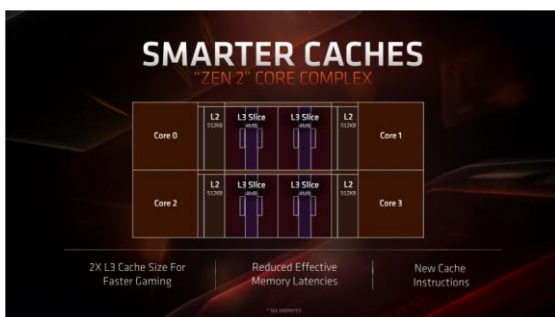 SMARTER CACHES
"ZEN 2" CORE COMPLEX
Core 0
L2
512KB
L3 Slice
4MB
L3 Slice
4MB
L2
512KB
Core 1
Core 2
L2
512KB
L3 Slice
4MB
L3 Slice
4MB
L2
512KB
Core 3
2X L3 Cache Size For
Faster Gaming
Reduced Effective
Memory Latencies
New Cache
Instructions